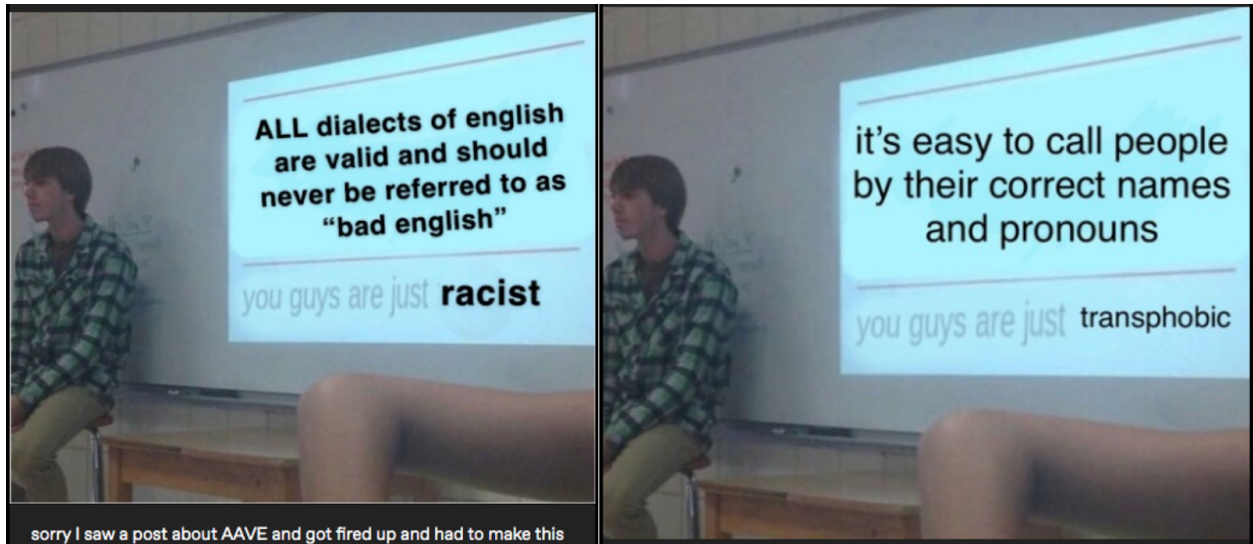 ALL dialects of english
are valid and should
never be referred to as
“bad english”
you guys are just racist
sorry I saw a post about AAVE and got fired up and had to make this
it’s easy to call people
by their correct names
and pronouns
you guys are just transphobic